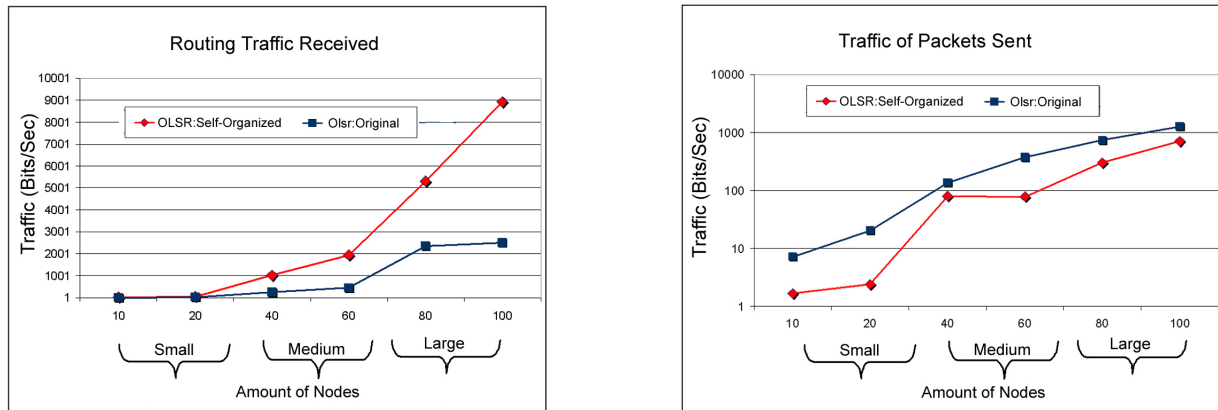 Routing Traffic Received
Traffic (Bits/Sec)
10001
9001
8001
7001
6001
5001
4001
3001
2001
1001
1
OLSR:Self-Organized Olsr:Original
10 20 40 60 80 100
Small Medium Large
Amount of Nodes
Traffic of Packets Sent
Traffic (Bits/Sec)
10000
1000
100
10
1
OLSR:Self-Organized Olsr:Original
10 20 40 60 80 100
Small Medium Large
Amount of Nodes